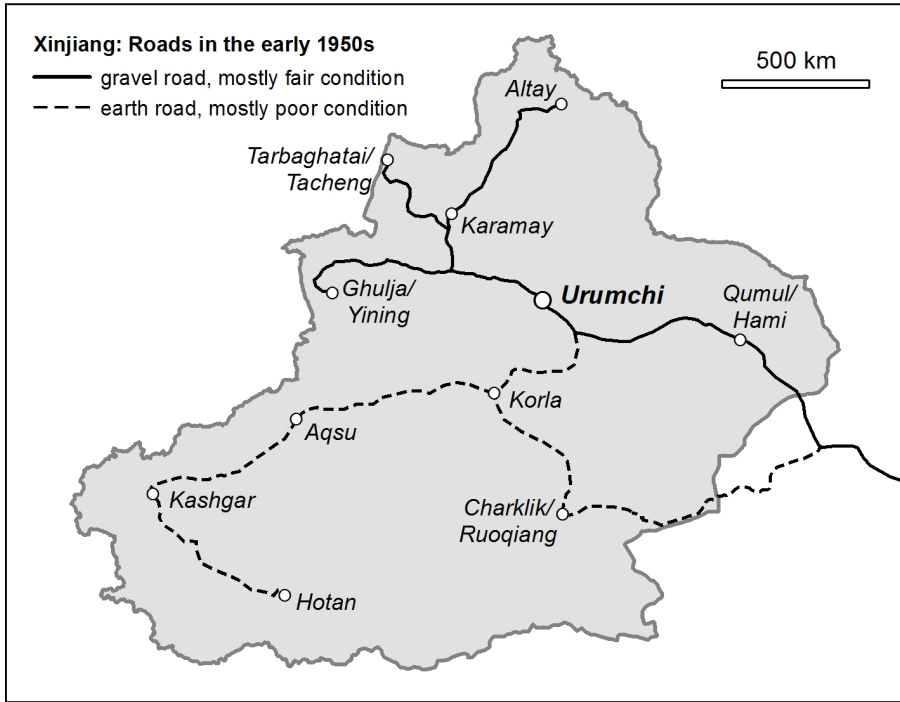 Xinjiang: Roads in the early 1950s
gravel road, mostly fair condition
earth road, mostly poor condition
500 km
Altay
Tarbaghatai/
Tacheng
Karamay
Ghulja/
Yining
Urumchi
Qumul/
Hami
Korla
Aqsu
Kashgar
Charklik/
Ruoqiang
Hotan